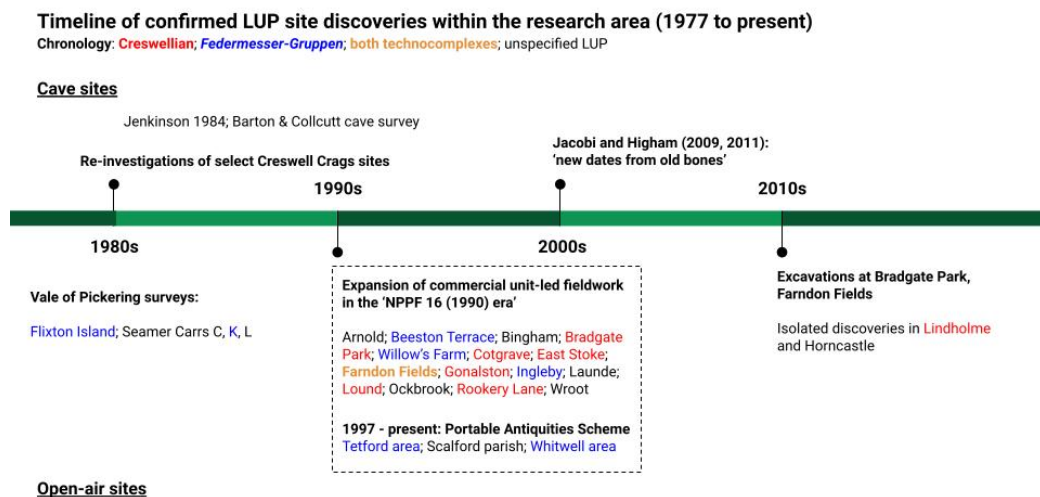 Timeline of confirmed LUP site discoveries within the research area (1977 to present)
Chronology: Creswellian; Federmesser-Gruppen; both technocomplexes; unspecified LUP
Cave sites
Jenkinson 1984; Barton & Collcutt cave survey
Re-investigations of select Creswell Crags sites
Jacobi and Higham (2009, 2011):
'new dates from old bones'
1990s
2010s
1980s
2000s
Vale of Pickering surveys:
Flixton Island; Seamer Carrs C, K, L
Expansion of commercial unit-led fieldwork
in the 'NPPF 16 (1990) era'
Arnold; Beeston Terrace; Bingham; Bradgate
Park; Willow's Farm; Cotgrave; East Stoke;
Farndon Fields; Gonalston; Ingleby; Launde;
Lound; Ockbrook; Rookery Lane; Wroot
1997 - present: Portable Antiquities Scheme
Tetford area; Scalford parish; Whitwell area
Excavations at Bradgate Park,
Farndon Fields
Isolated discoveries in Lindholme
and Horncastle
Open-air sites